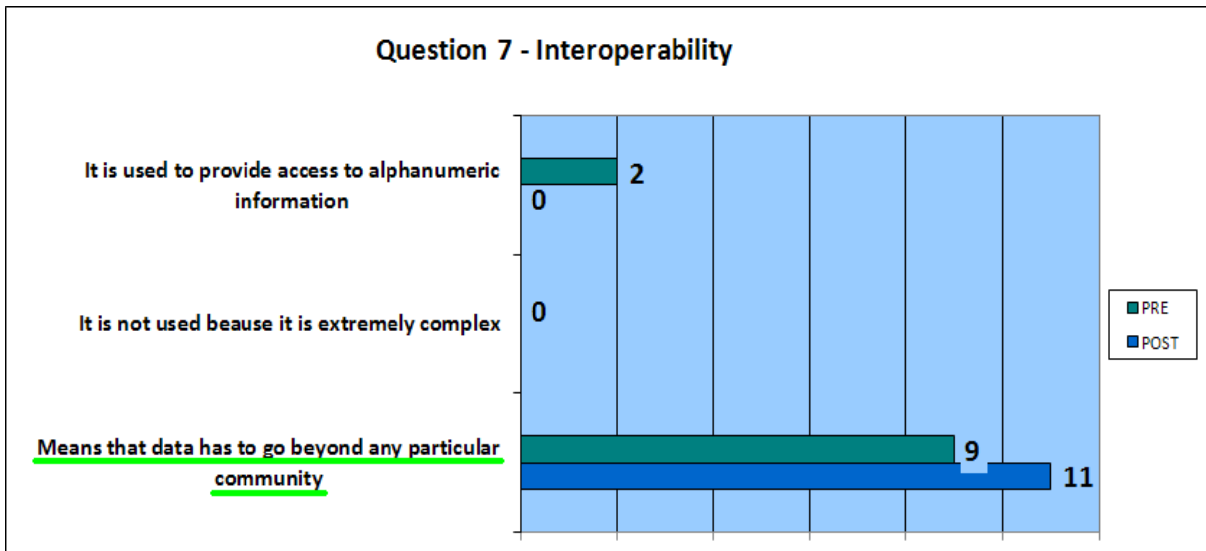 Question 7 - Interoperability
It is used to provide access to alphanumeric
information
2
0
It is not used beause it is extremely complex
0
Means that data has to go beyond any particular
community
9
11
PRE
POST